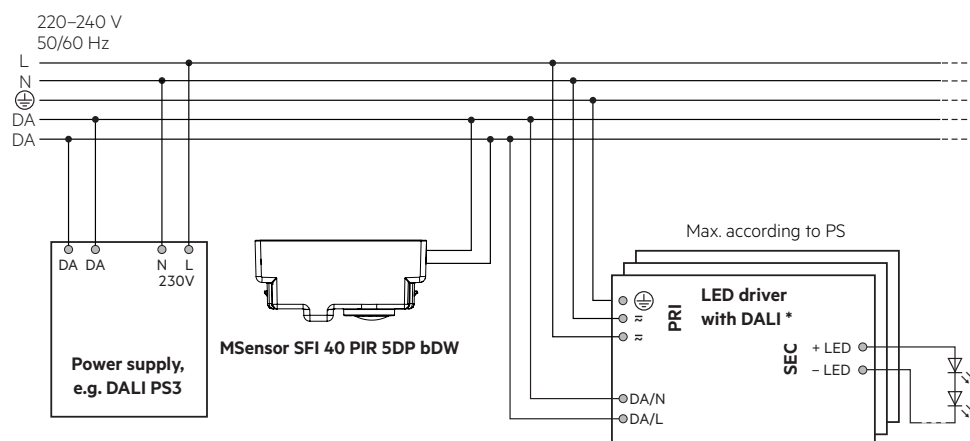 220–240 V
50/60 Hz
L
N
DA
DA
DA DA N L
230V
Power supply,
e.g. DALI PS3
MSensor SFI 40 PIR 5DP bDW
Max. according to PS
LED driver
with DALI *
PRI
≂
≂
SEC
+ LED
– LED
DA/N
DA/L